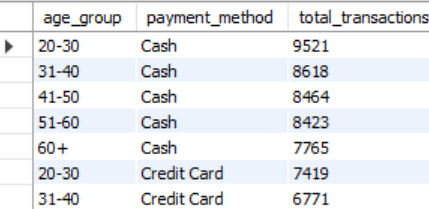 age_group payment_method total_transactions
20-30 Cash 9521
31-40 Cash 8618
41-50 Cash 8464
51-60 Cash 8423
60+ Cash 7765
20-30 Credit Card 7419
31-40 Credit Card 6771